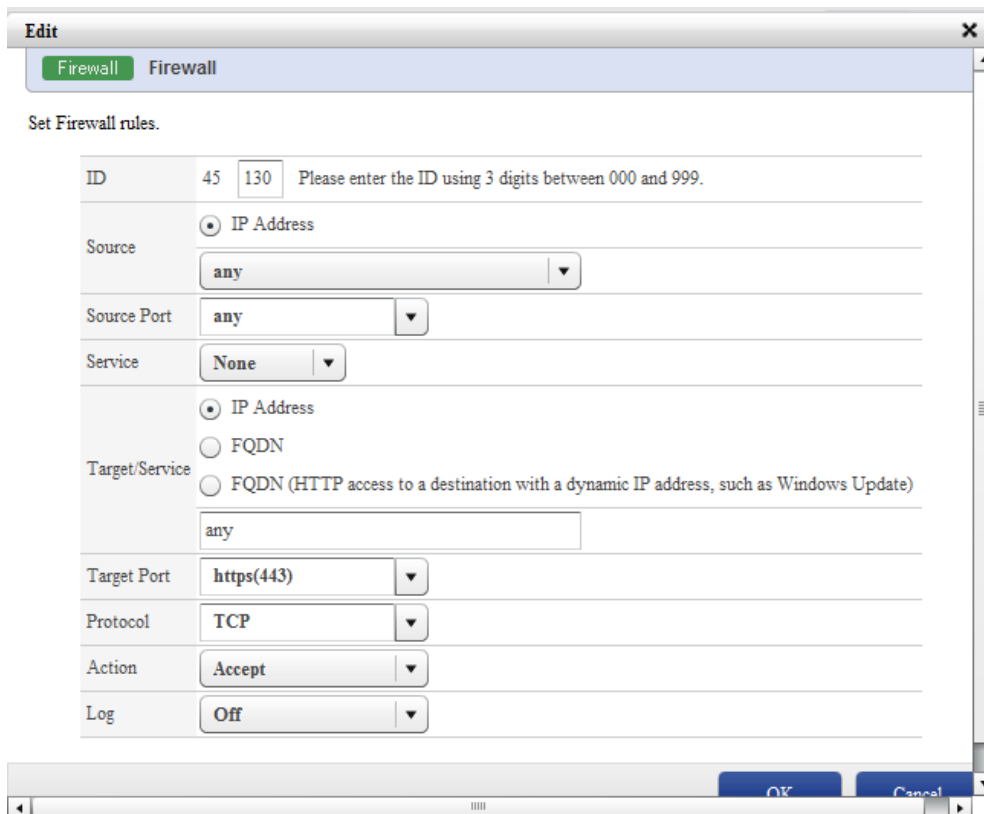 Edit
Firewall Firewall
Set Firewall rules.
ID 45 130 Please enter the ID using 3 digits between 000 and 999.
Source
IP Address
any
Source Port any
Service None
Target/Service
IP Address
FQDN
FQDN (HTTP access to a destination with a dynamic IP address, such as Windows Update)
any
Target Port https(443)
Protocol TCP
Action Accept
Log Off
OK Cancel